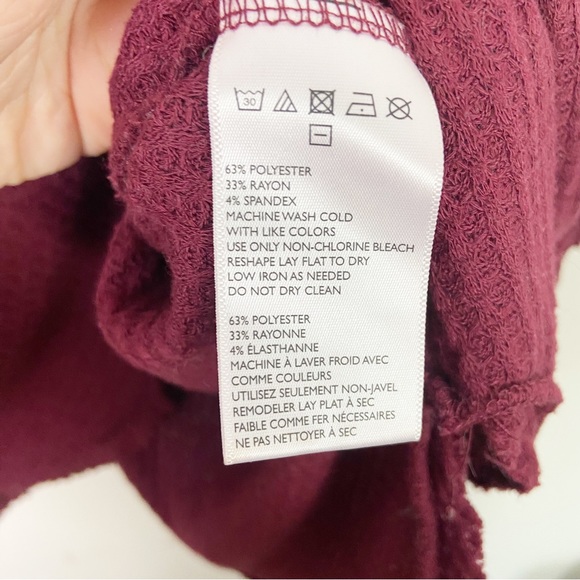 30
63% POLYESTER
33% RAYON
4% SPANDEX
MACHINE WASH COLD
WITH LIKE COLORS
USE ONLY NON-CHLORINE BLEACH
RESHAPE LAY FLAT TO DRY
LOW IRON AS NEEDED
DO NOT DRY CLEAN
63% POLYESTER
33% RAYONNE
4% ÉLASTHANNE
MACHINE À LAVER FROID AVEC
COMME COULEURS
UTILISEZ SEULEMENT NON-JAVEL
REMODELER LAY PLAT À SEC
FAIBLE COMME FER NÉCESSAIRES
NE PAS NETTOYER À SEC